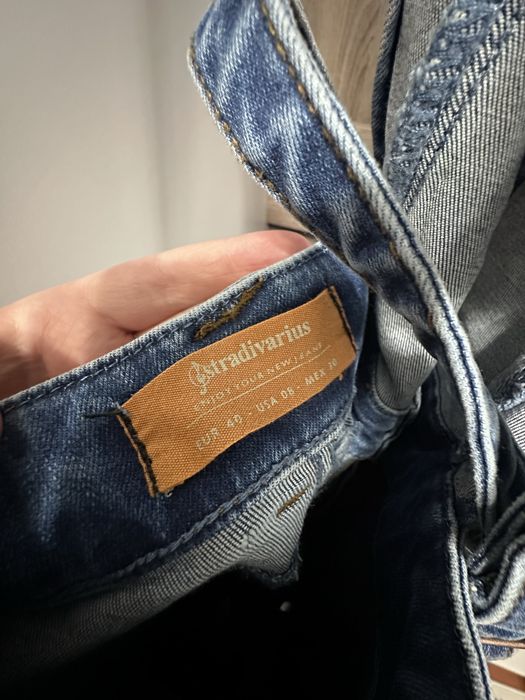 stradivarius
ENJOY YOUR NEW JEANS
EUR 40 - USA 08 - MEX 30